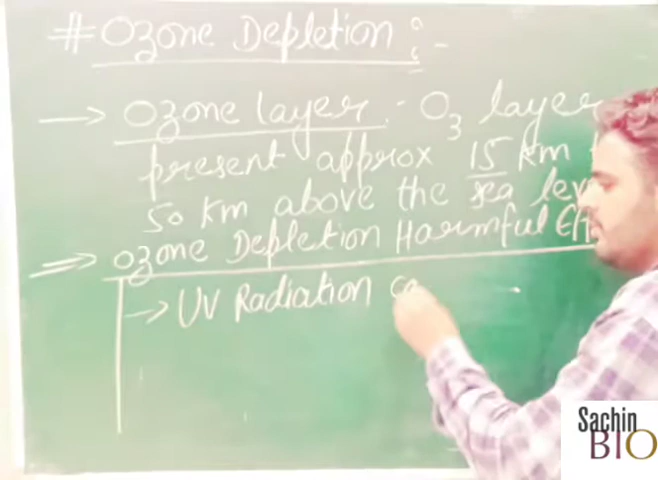 # Ozone Depletion :-
→ Ozone layer :- O3 layer
present approx 15 km
50 km above the sea lev
⇒ Ozone Depletion Harmful Eff
→ UV Radiation
Sachin
BIO